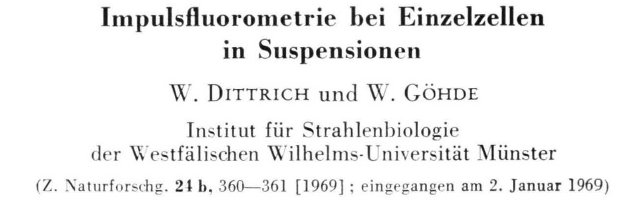 Impulsfluorometrie bei Einzelzellen
in Suspensionen
W. DITTRICH und W. GÖHDE
Institut für Strahlenbiologie
der Westfälischen Wilhelms-Universität Münster
(Z. Naturforschg. 24 b, 360—361 [1969] ; eingegangen am 2. Januar 1969)